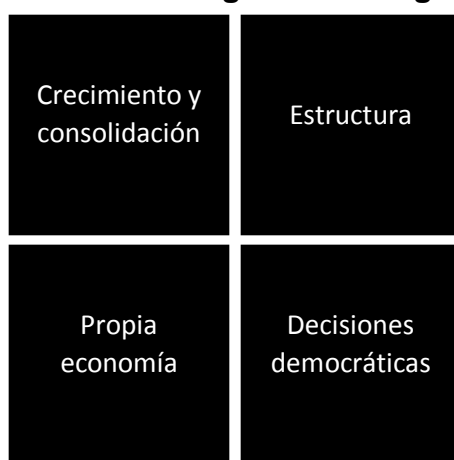 Crecimiento y
consolidación
Estructura
Propia
economía
Decisiones
democráticas